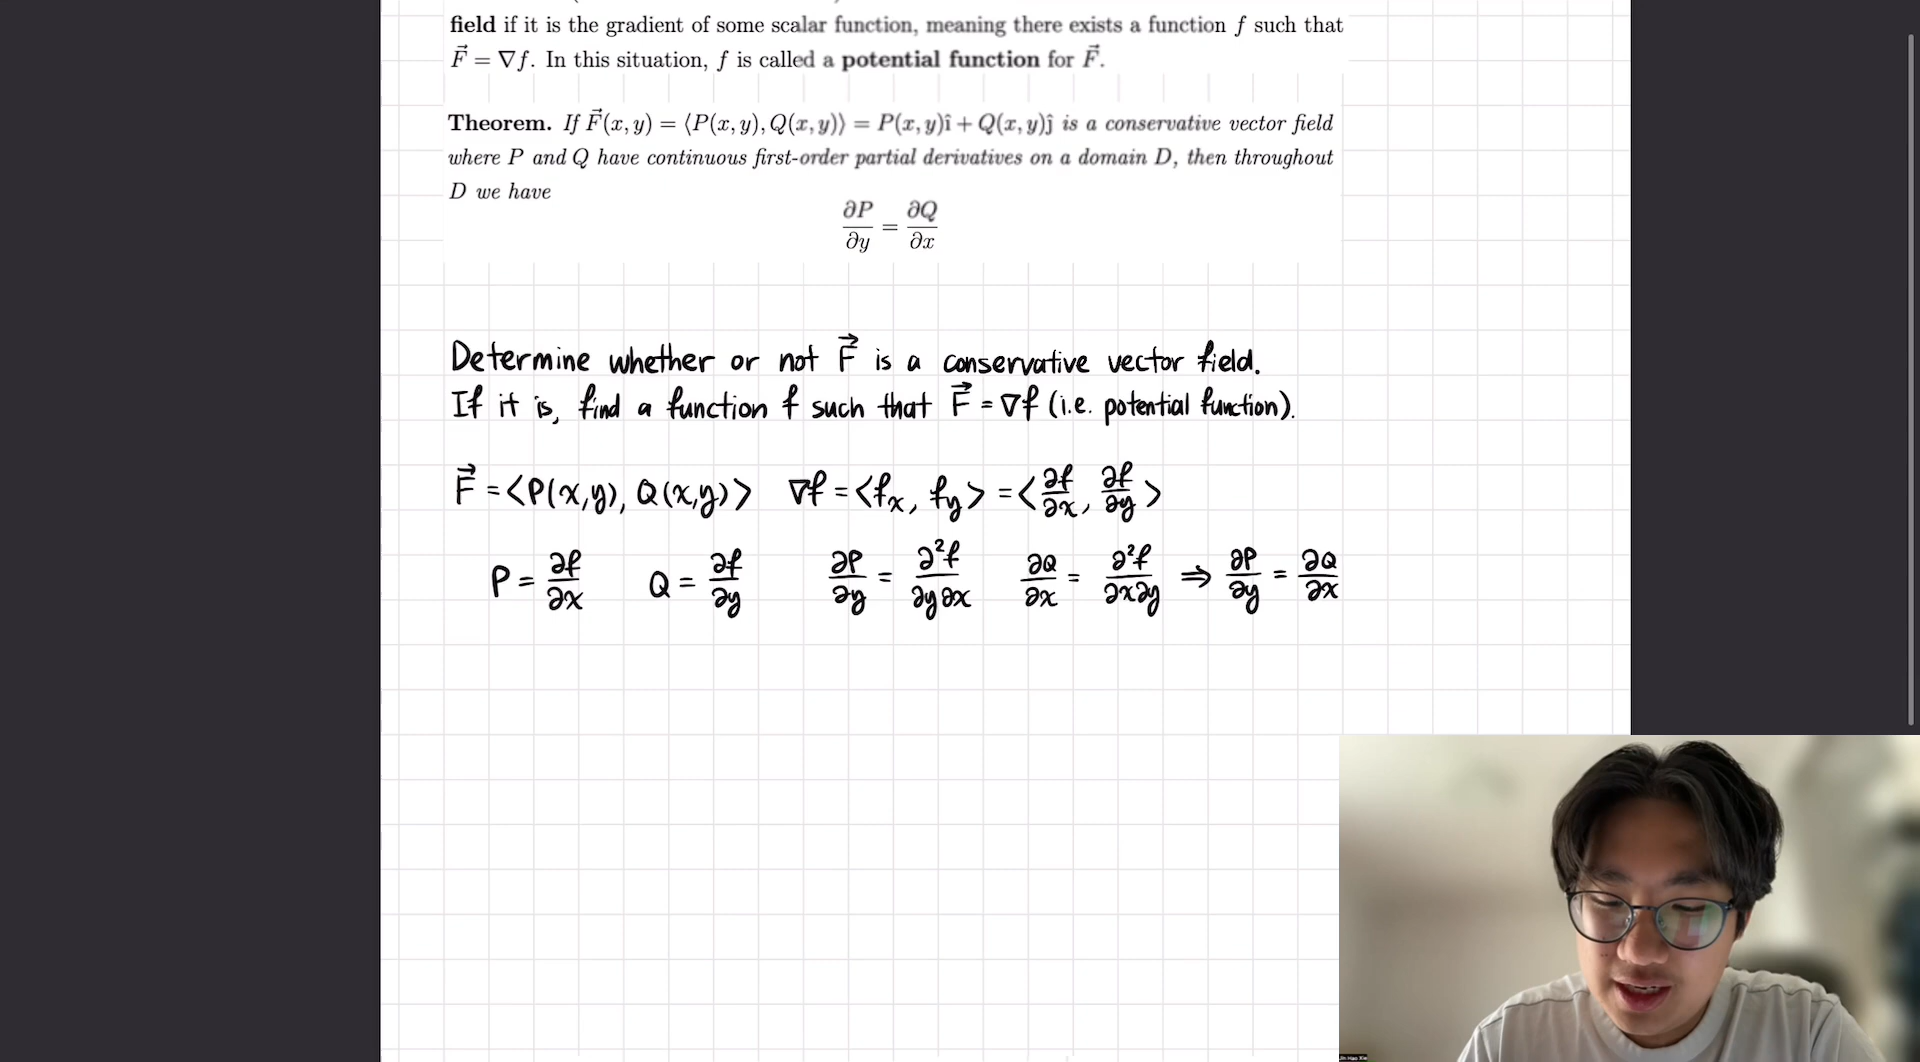 field if it is the gradient of some scalar function, meaning there exists a function f such that
F⃗ = ∇f. In this situation, f is called a potential function for F⃗.
Theorem. If F⃗(x, y) = ⟨P(x, y), Q(x, y)⟩ = P(x, y)î + Q(x, y)ĵ is a conservative vector field
where P and Q have continuous first-order partial derivatives on a domain D, then throughout
D we have
∂P/∂y = ∂Q/∂x
Determine whether or not F⃗ is a conservative vector field.
If it is, find a function f such that F⃗ = ∇f (i.e. potential function).
F⃗ = <P(x,y), Q(x,y)> ∇f = <fx, fy> = <∂f/∂x, ∂f/∂y>
P = ∂f/∂x Q = ∂f/∂y ∂P/∂y = ∂²f/∂y∂x ∂Q/∂x = ∂²f/∂x∂y ⇒ ∂P/∂y = ∂Q/∂x
Jin Hao Xie